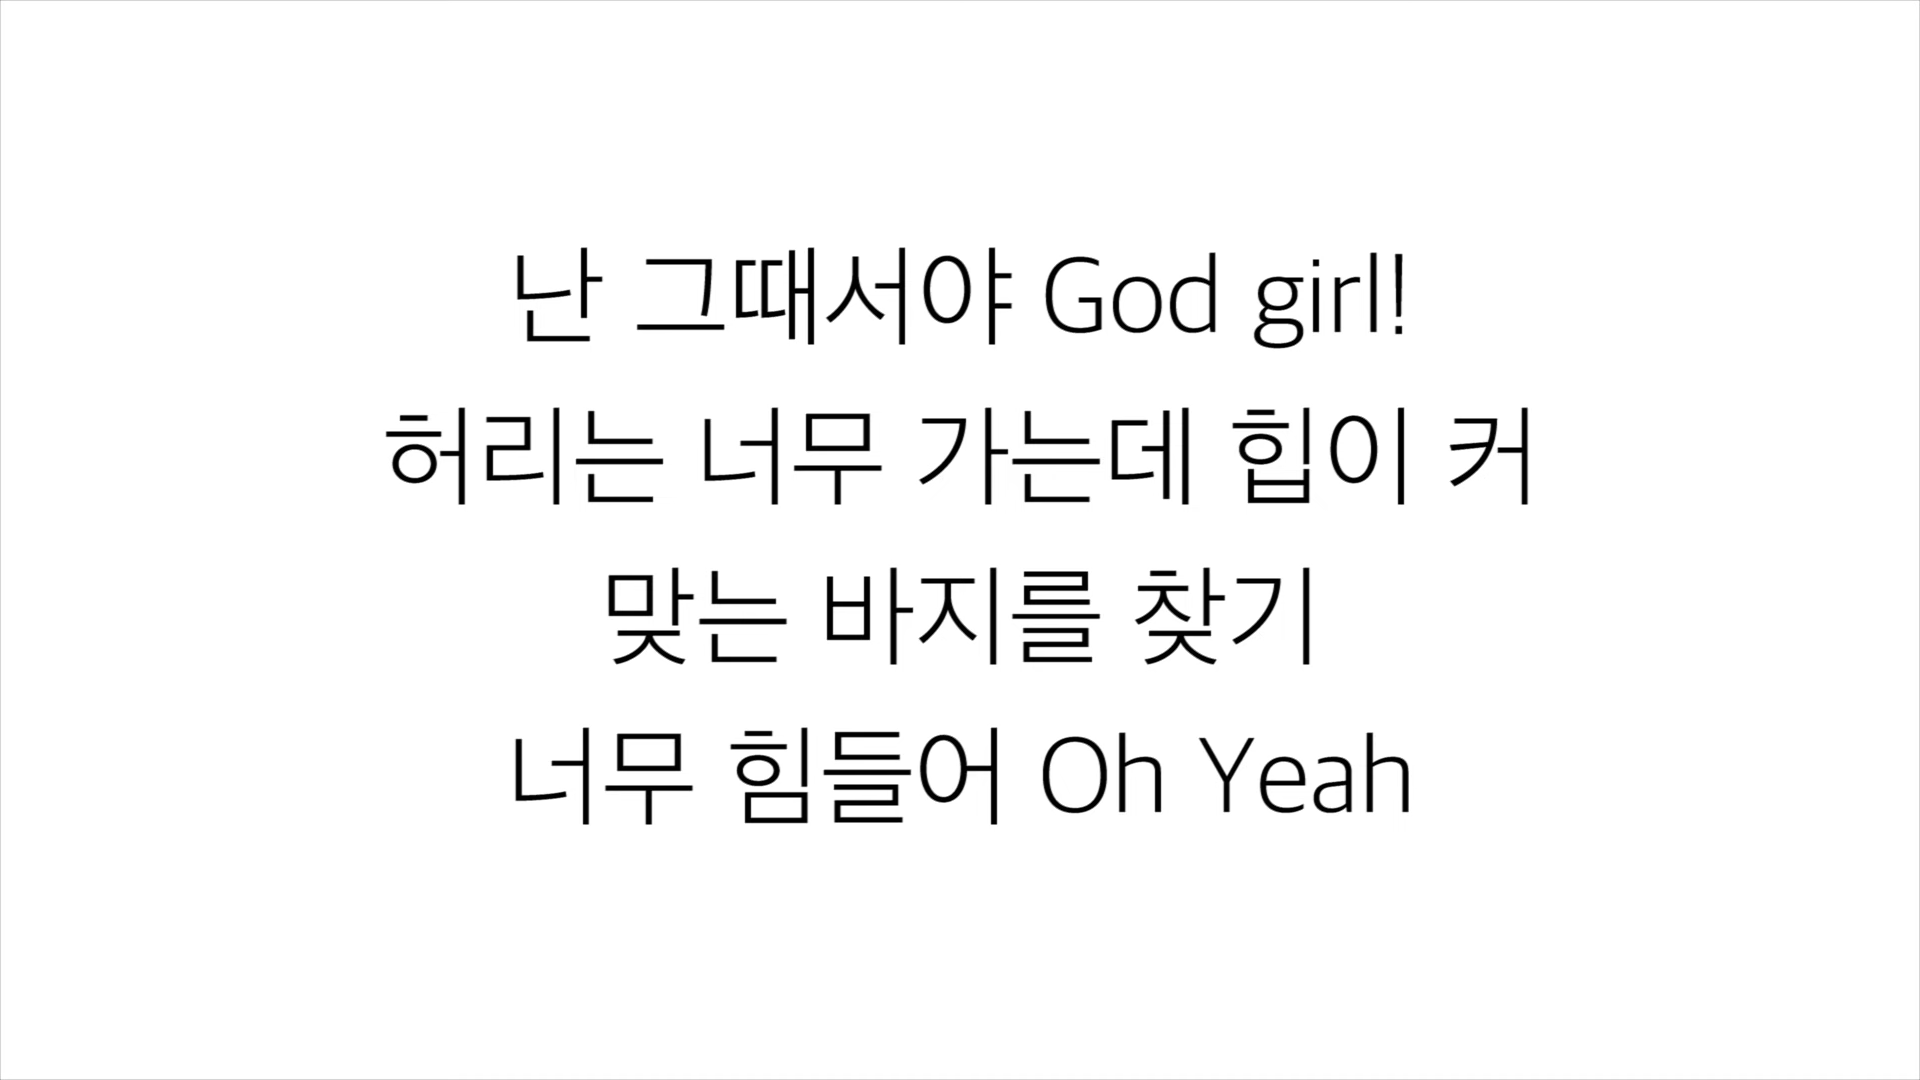 난 그때서야 God girl!
허리는 너무 가는데 힙이 커
맞는 바지를 찾기
너무 힘들어 Oh Yeah